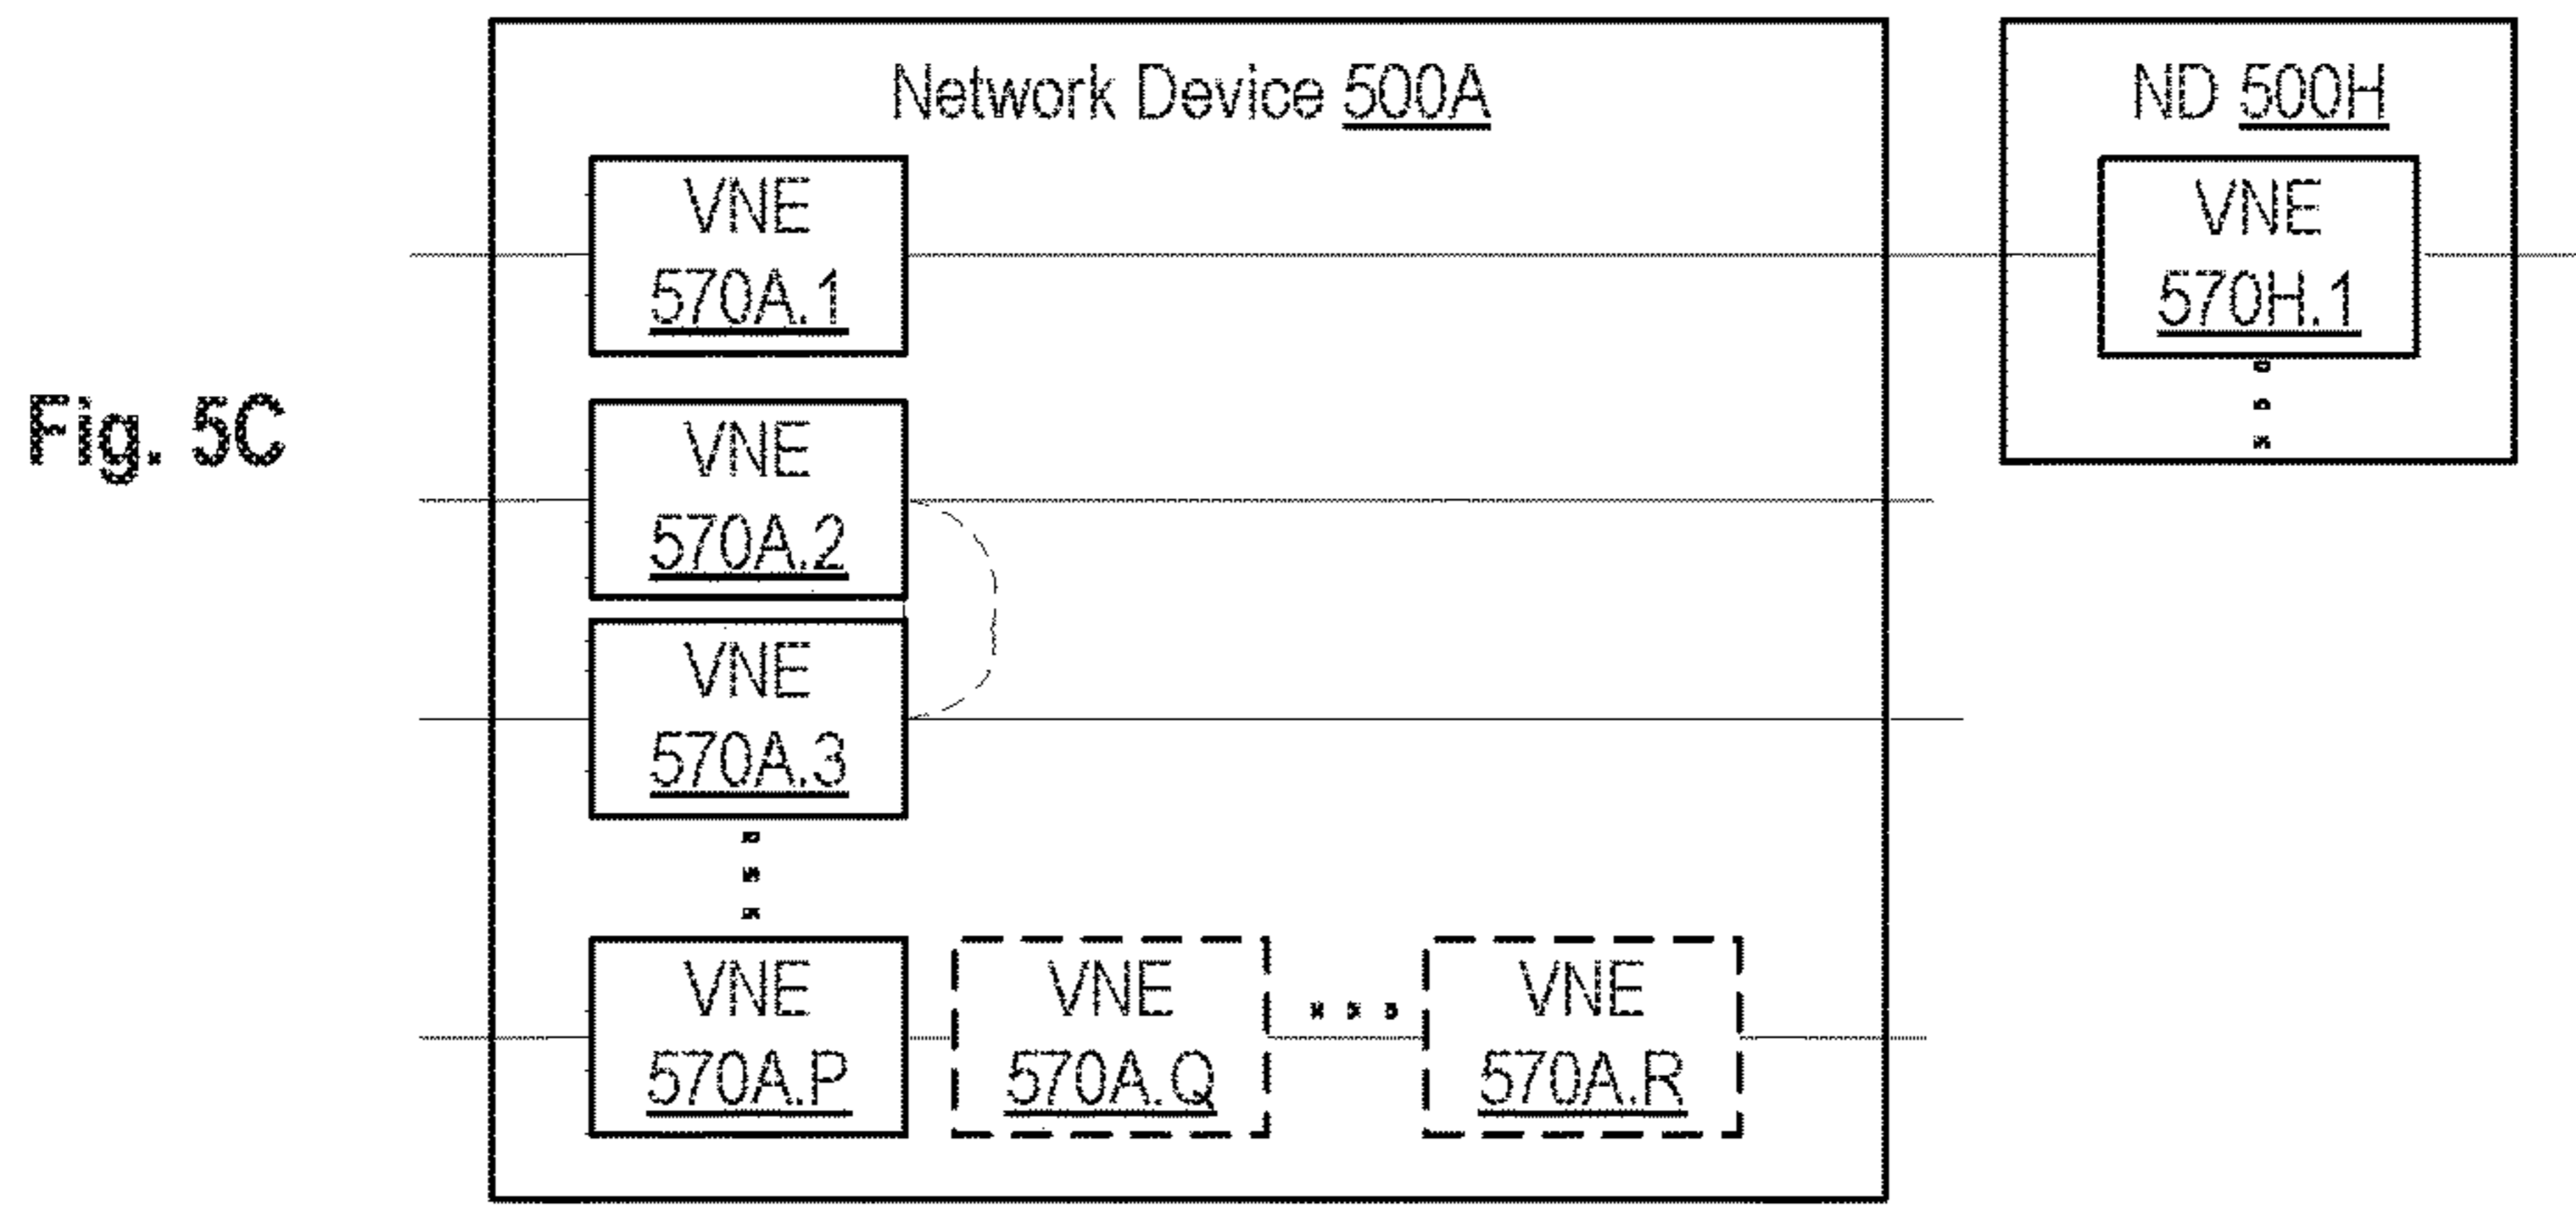 Network Device 500A
ND 500H
VNE
570A.1
VNE
570H.1
Fig. 5C
VNE
570A.2
VNE
570A.3
VNE
570A.P
VNE
570A.Q
VNE
570A.R